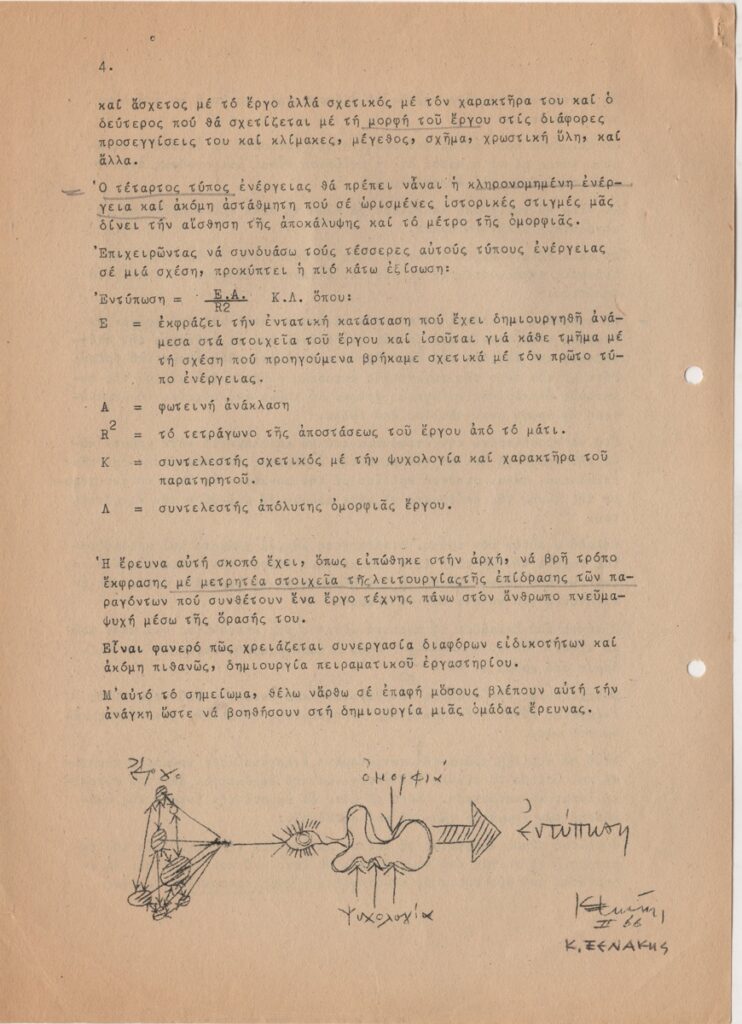 4.
καί ἄσχετος μέ τό ἔργο ἀλλά σχετικός μέ τόν χαρακτῆρα του καί ὁ
δεύτερος πού θά σχετίζεται μέ τή μορφή τοῦ ἔργου στίς διάφορες
προσεγγίσεις του καί κλίμακες, μέγεθος, σχῆμα, χρωστική ὕλη, καί
ἄλλα.
Ὁ τέταρτος τύπος ἐνέργειας θά πρέπει νἆναι ἡ κληρονομημένη ἐνέρ-
γεια καί ἀκόμη ἀστάθμητη πού σέ ὡρισμένες ἱστορικές στιγμές μᾶς
δίνει τήν αἴσθηση τῆς ἀποκάλυψης καί τό μέτρο τῆς ὀμορφιᾶς.
Ἐπιχειρῶντας νά συνδυάσω τούς τέσσερες αὐτούς τύπους ἐνέργειας
σέ μιά σχέση, προκύπτει ἡ πιό κάτω ἐξίσωση:
Ἐντύπωση = Ε.Α. / R2 Κ.Λ. ὅπου:
Ε = ἐκφράζει τήν ἐντατική κατάσταση πού ἔχει δημιουργηθῆ ἀνά-
μεσα στά στοιχεῖα τοῦ ἔργου καί ἰσοῦται γιά κάθε τμῆμα μέ
τή σχέση πού προηγούμενα βρήκαμε σχετικά μέ τόν πρῶτο τύ-
πο ἐνέργειας.
Α = φωτεινή ἀνάκλαση
R2 = τό τετράγωνο τῆς ἀποστάσεως τοῦ ἔργου ἀπό τό μάτι.
Κ = συντελεστής σχετικός μέ τήν ψυχολογία καί χαρακτῆρα τοῦ
παρατηρητοῦ.
Λ = συντελεστής ἀπόλυτης ὀμορφιᾶς ἔργου.
Ἡ ἔρευνα αὐτή σκοπό ἔχει, ὅπως εἰπώθηκε στήν ἀρχή, νά βρῆ τρόπο
ἔκφρασης μέ μετρητέα στοιχεῖα τῆς λειτουργίας τῆς ἐπίδρασης τῶν πα-
ραγόντων πού συνθέτουν ἕνα ἔργο τέχνης πάνω στόν ἄνθρωπο πνεῦμα-
ψυχή μέσω τῆς ὅρασής του.
Εἶναι φανερό πῶς χρειάζεται συνεργασία διαφόρων εἰδικοτήτων καί
ἀκόμη πιθανῶς, δημιουργία πειραματικοῦ ἐργαστηρίου.
Μ'αὐτό τό σημείωμα, θέλω νἄρθω σέ ἐπαφή μὅσους βλέπουν αὐτή τήν
ἀνάγκη ὥστε νά βοηθήσουν στή δημιουργία μιᾶς ὁμάδας ἔρευνας.
Ἔργο
ὀμορφιά
ἐντύπωση
Ψυχολογία
II 66
Κ. ΞΕΝΑΚΗΣ